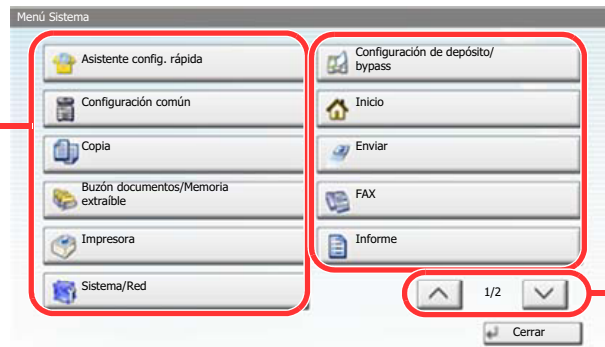 Menú Sistema
Asistente config. rápida
Configuración común
Copia
Buzón documentos/Memoria
extraíble
Impresora
Sistema/Red
Configuración de depósito/
bypass
Inicio
Enviar
FAX
Informe
1/2
Cerrar